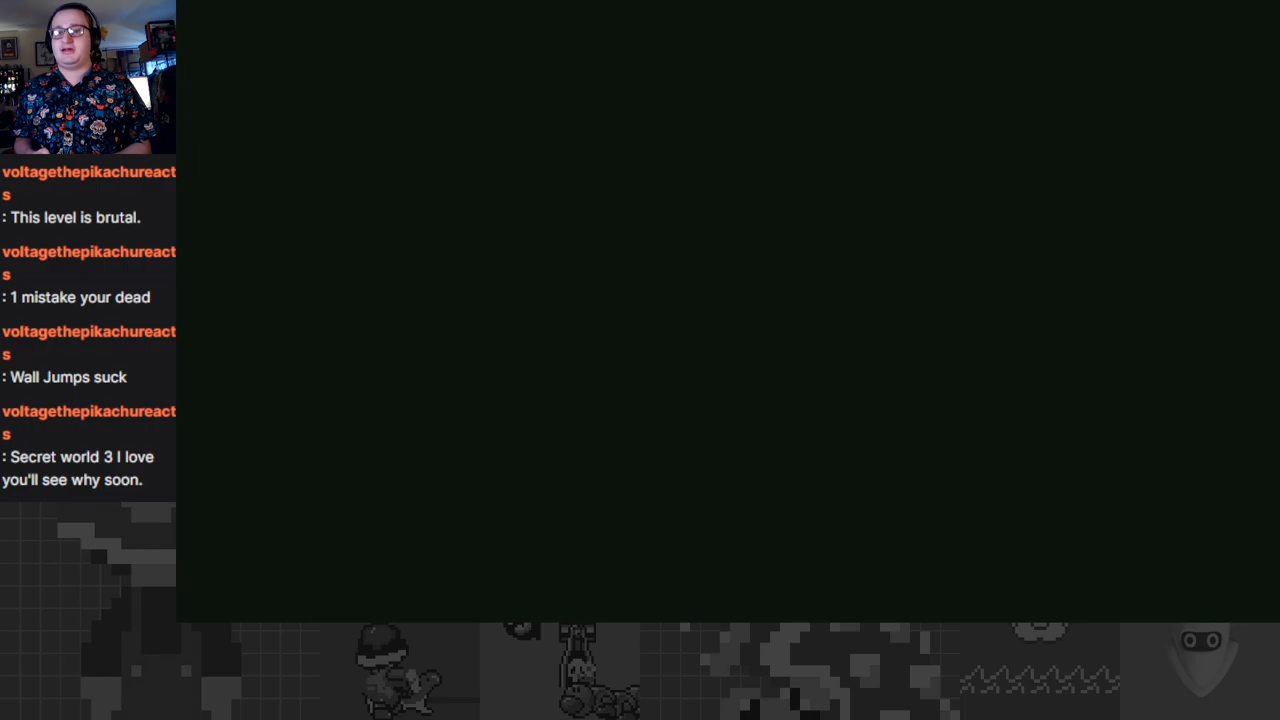 voltagethepikachureact
s
: This level is brutal.
voltagethepikachureact
s
: 1 mistake your dead
voltagethepikachureact
s
: Wall Jumps suck
voltagethepikachureact
s
: Secret world 3 I love
you'll see why soon.